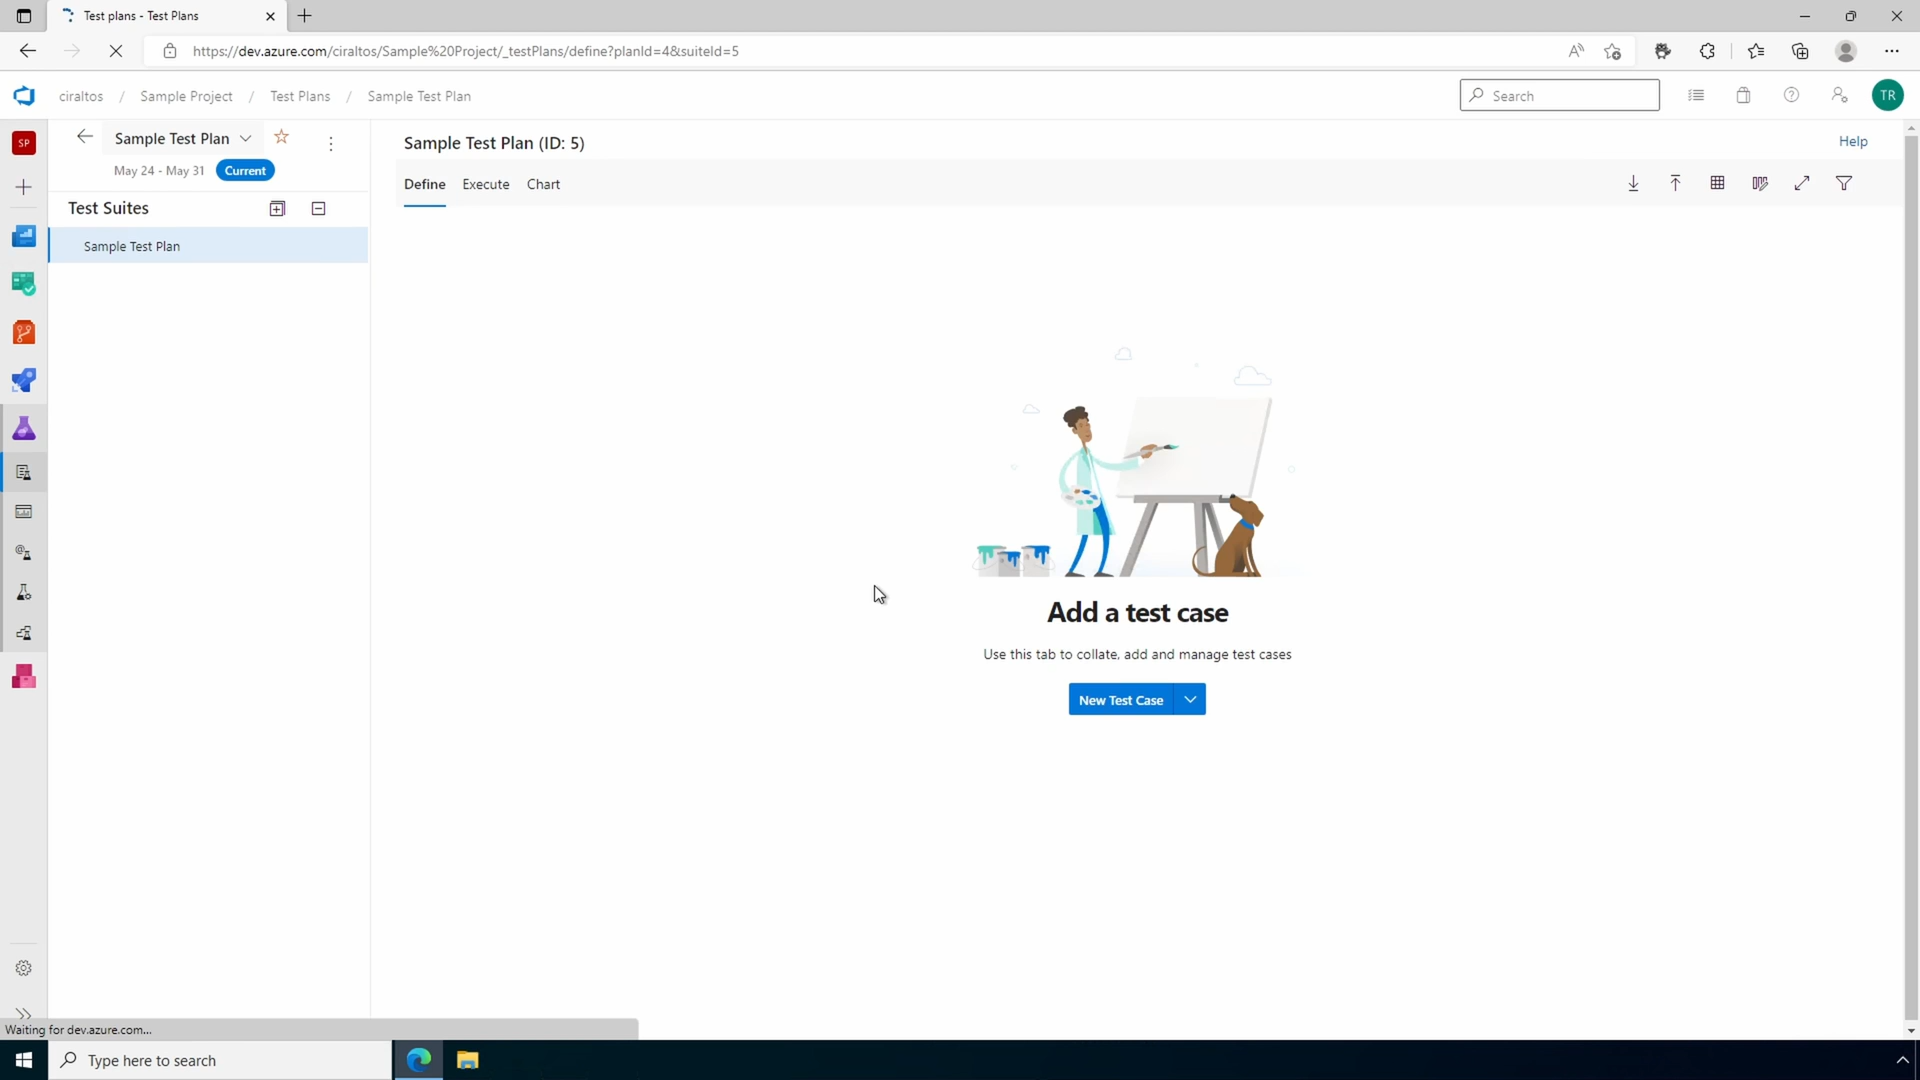 Test plans - Test Plans
https://dev.azure.com/ciraltos/Sample%20Project/_testPlans/define?planId=4&suiteId=5
ciraltos / Sample Project / Test Plans / Sample Test Plan
Search
TR
SP
Sample Test Plan
May 24 - May 31
Current
Test Suites
Sample Test Plan
Sample Test Plan (ID: 5)
Help
Define Execute Chart
Add a test case
Use this tab to collate, add and manage test cases
New Test Case
Waiting for dev.azure.com...
Type here to search